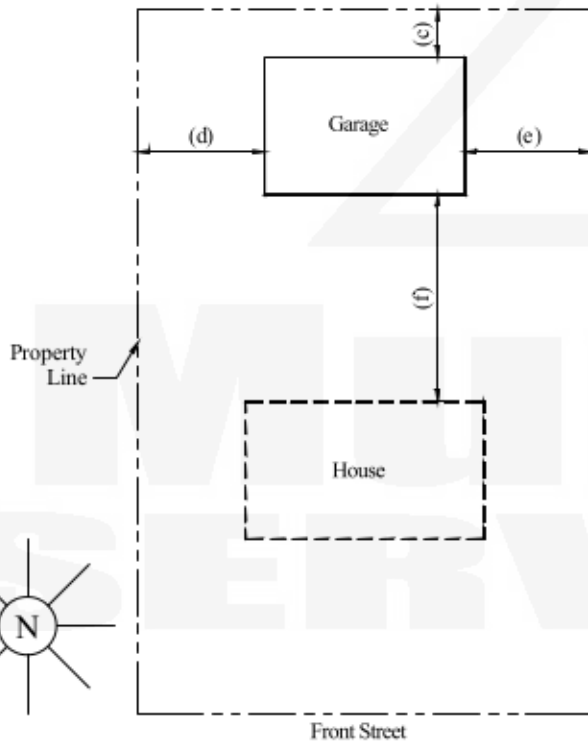 (c)
Garage
(d)
(e)
(f)
Property
Line
House
N
Front Street